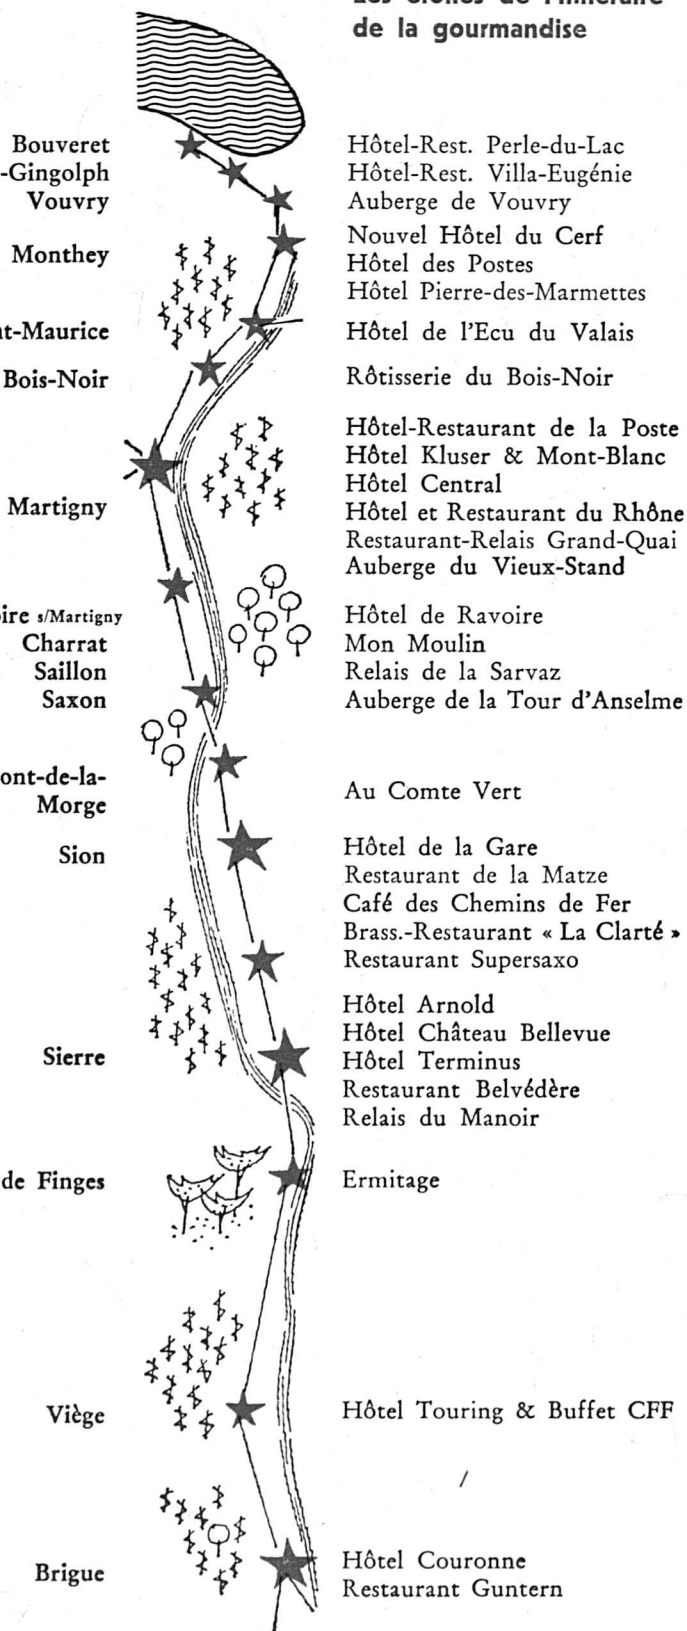 de la gourmandise
Bouveret Hôtel-Rest. Perle-du-Lac
-Gingolph Hôtel-Rest. Villa-Eugénie
Vouvry Auberge de Vouvry
Nouvel Hôtel du Cerf
Monthey Hôtel des Postes
Hôtel Pierre-des-Marmettes
nt-Maurice Hôtel de l'Ecu du Valais
Bois-Noir Rôtisserie du Bois-Noir
Hôtel-Restaurant de la Poste
Hôtel Kluser & Mont-Blanc
Hôtel Central
Martigny Hôtel et Restaurant du Rhône
Restaurant-Relais Grand-Quai
Auberge du Vieux-Stand
oire s/Martigny Hôtel de Ravoire
Charrat Mon Moulin
Saillon Relais de la Sarvaz
Saxon Auberge de la Tour d'Anselme
ont-de-la-
Morge Au Comte Vert
Sion Hôtel de la Gare
Restaurant de la Matze
Café des Chemins de Fer
Brass.-Restaurant « La Clarté »
Restaurant Supersaxo
Hôtel Arnold
Hôtel Château Bellevue
Sierre Hôtel Terminus
Restaurant Belvédère
Relais du Manoir
de Finges Ermitage
Viège Hôtel Touring & Buffet CFF
Brigue Hôtel Couronne
Restaurant Guntern